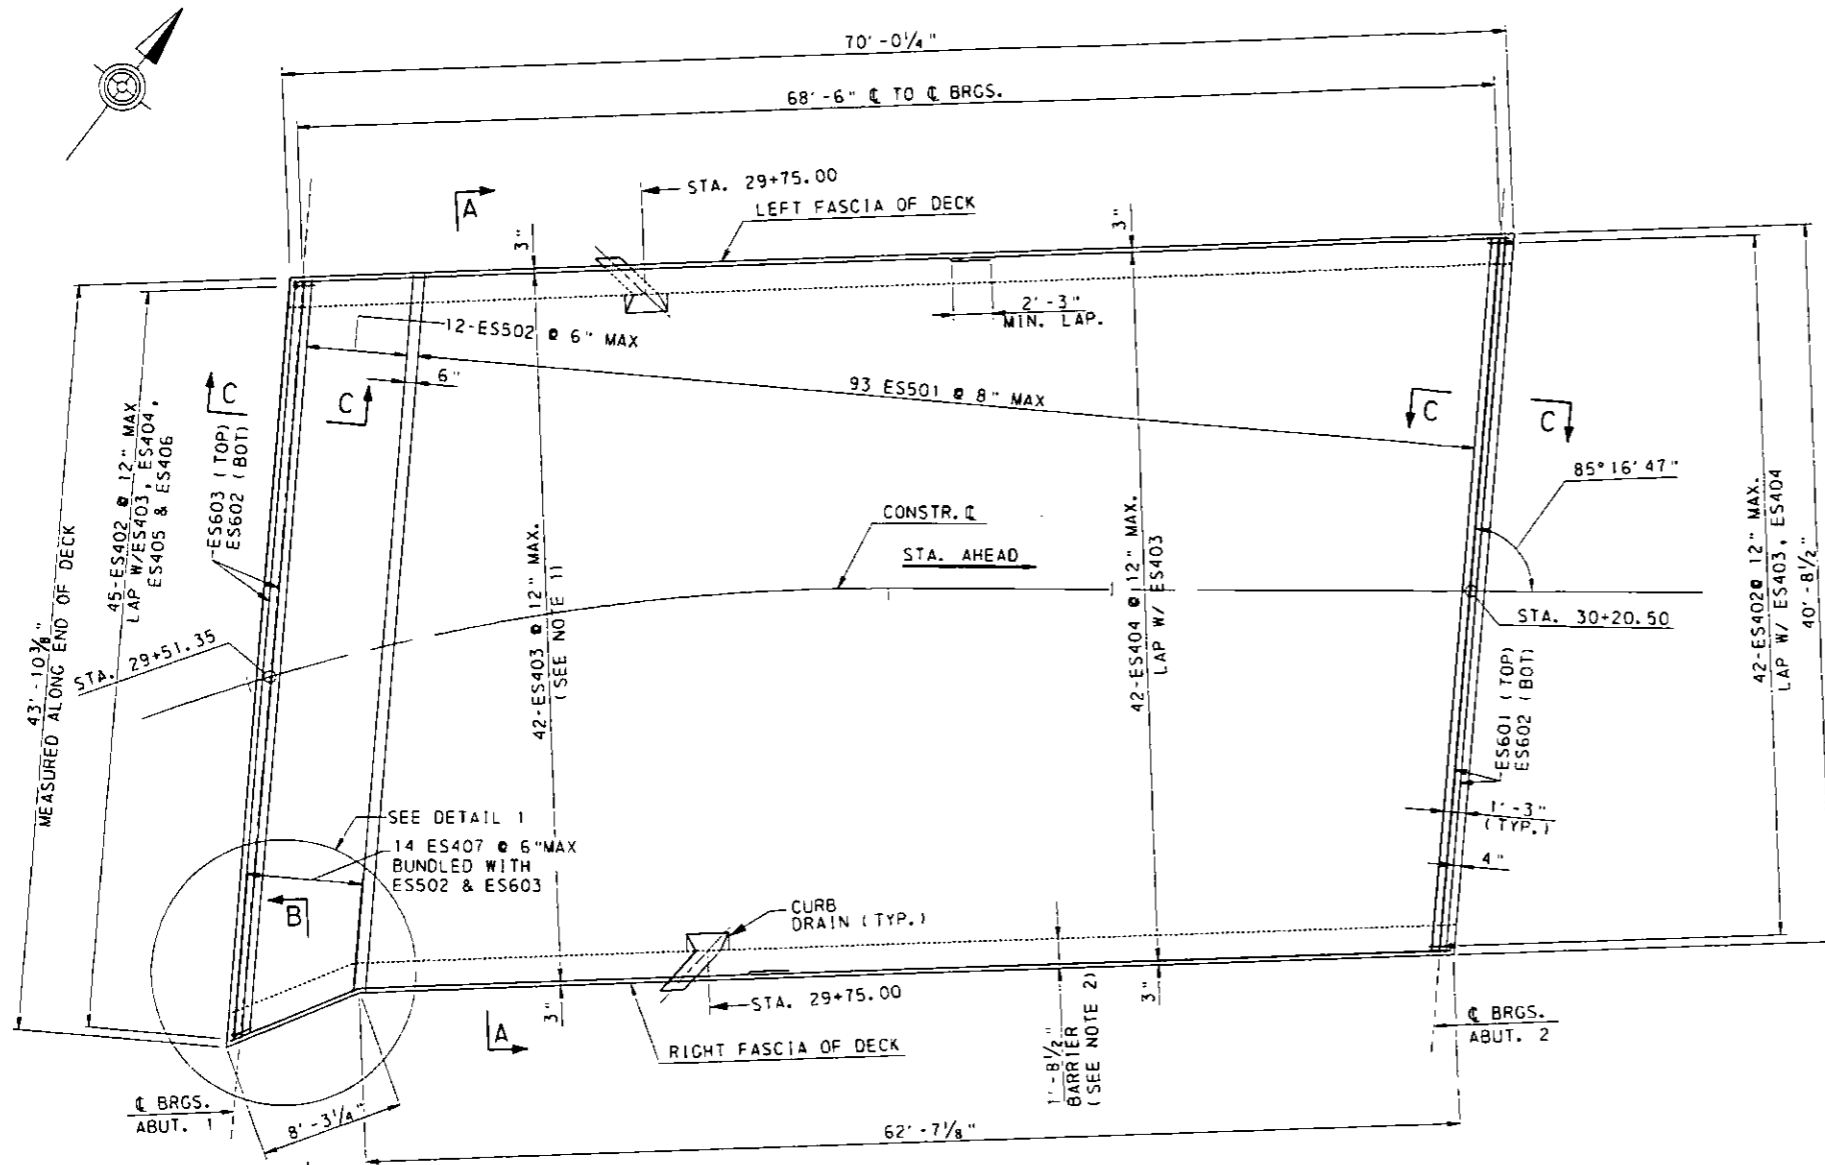 70'-0¼"
68'-6" ℄ TO ℄ BRGS.
STA. 29+75.00
A
LEFT FASCIA OF DECK
3"
3"
2'-3"
MIN. LAP.
12-ES502 @ 6" MAX
6"
93 ES501 @ 8" MAX
C
C
C
C
85°16'47"
43'-10⅜"
MEASURED ALONG END OF DECK
45-ES402 @ 12" MAX
LAP W/ES403, ES404,
ES405 & ES406
ES603 (TOP)
ES602 (BOT)
CONSTR. ℄
STA. AHEAD
STA. 29+51.35
STA. 30+20.50
42-ES403 @ 12" MAX.
(SEE NOTE 1)
42-ES404 @ 12" MAX.
LAP W/ ES403
ES601 (TOP)
ES602 (BOT)
42-ES402@ 12" MAX.
LAP W/ ES403, ES404
40'-8½"
SEE DETAIL 1
14 ES407 @ 6"MAX
BUNDLED WITH
ES502 & ES603
1'-3"
(TYP.)
4"
B
CURB
DRAIN (TYP.)
STA. 29+75.00
3"
3"
A
RIGHT FASCIA OF DECK
1'-8½"
BARRIER
(SEE NOTE 2)
℄ BRGS.
ABUT. 2
℄ BRGS.
ABUT. 1
8'-3¼"
62'-7⅛"